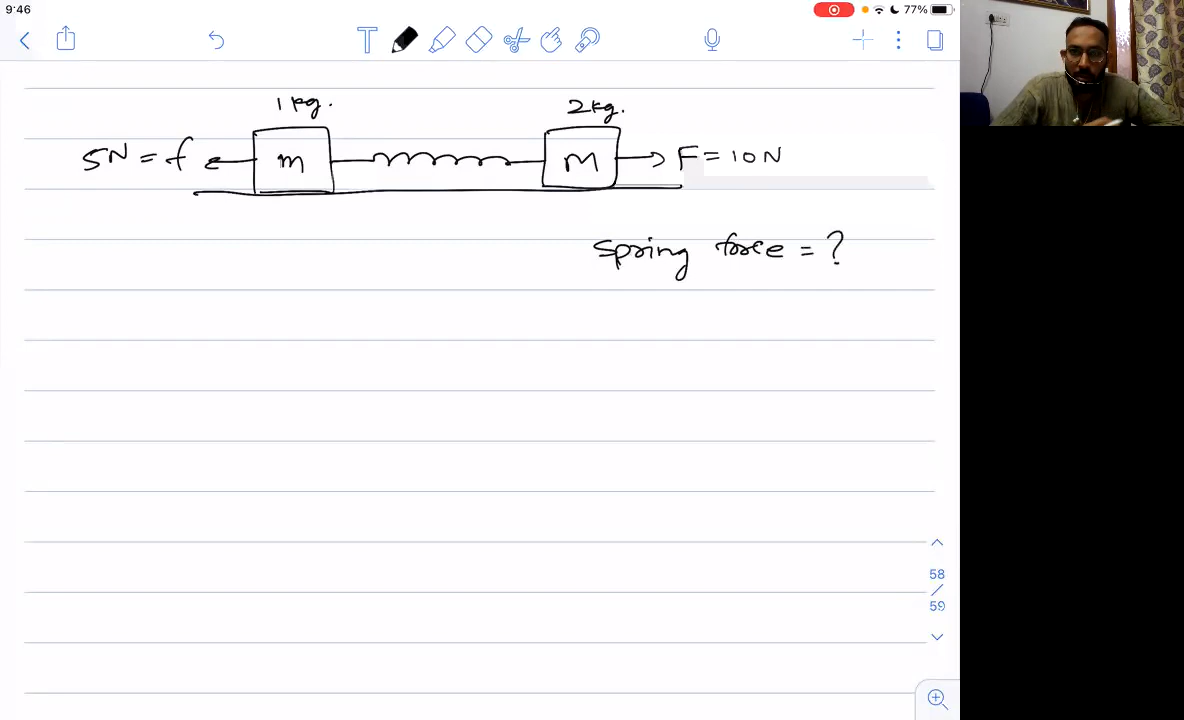 9:46
77%
T
1 kg.
2 kg.
5N = f
m
M
F = 10 N
Spring force = ?
58
/
59